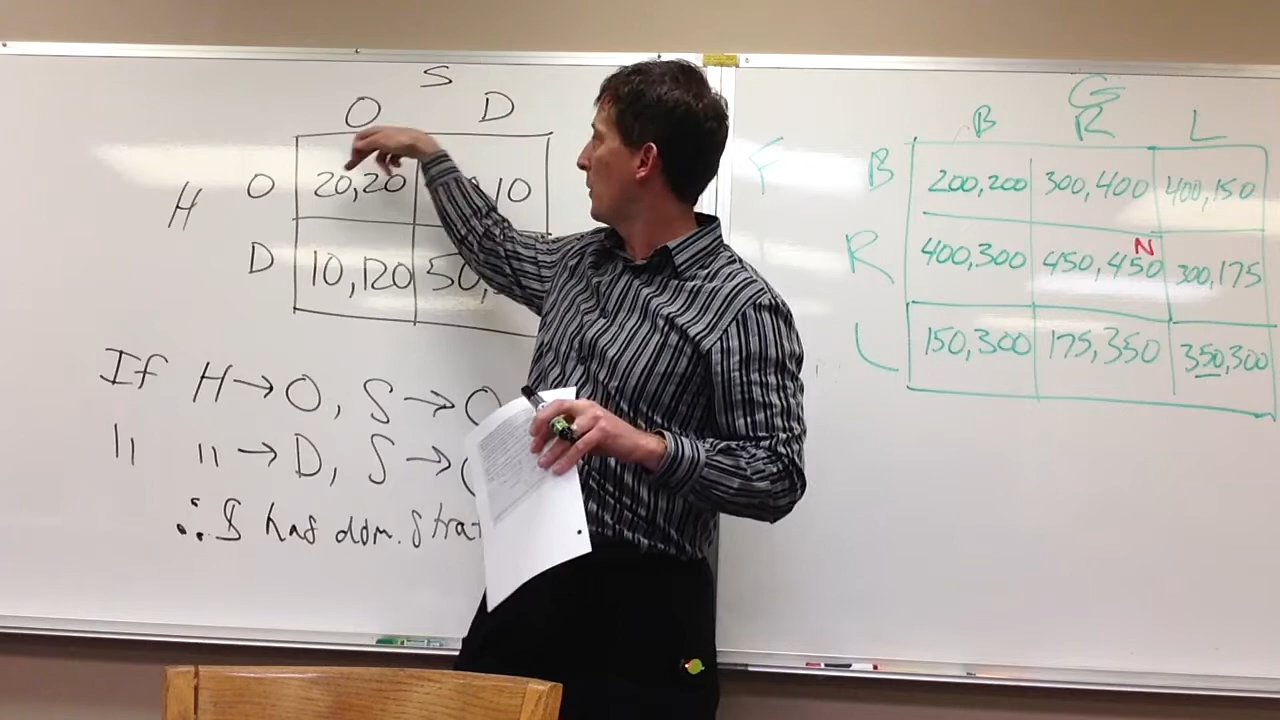 S
O D
H O 20,20 10
D 10,120 50,
If H→O, S→O
" " →D, S→
∴ S has dom. strat
G
B R L
F B 200,200 300,400 400,150
R 400,300 450,450 N 300,175
L 150,300 175,350 350,300